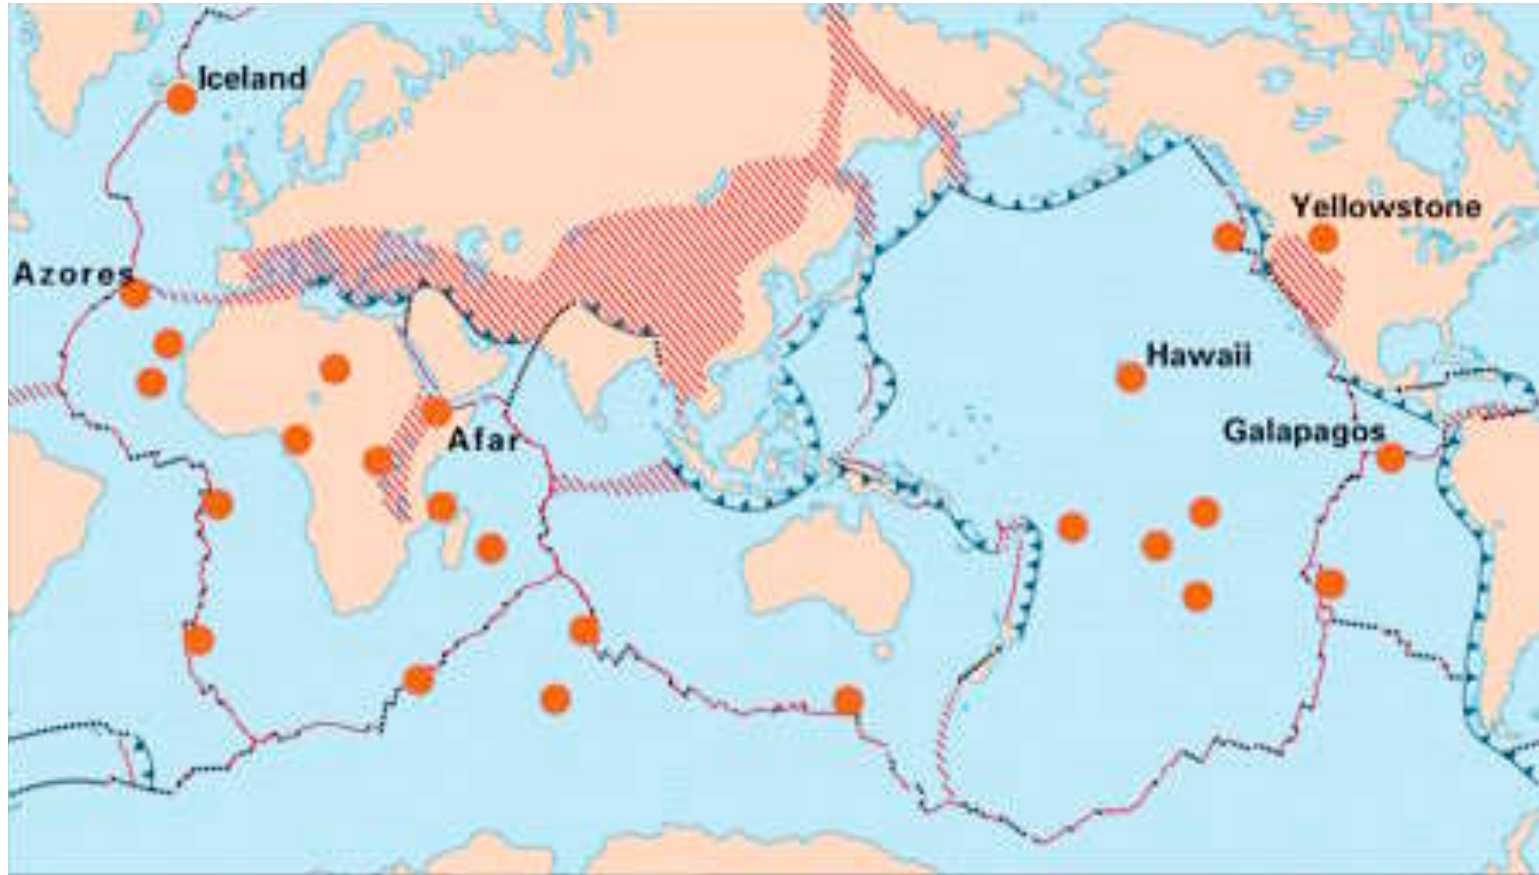 Iceland
Yellowstone
Azores
Hawaii
Galapagos
Afar